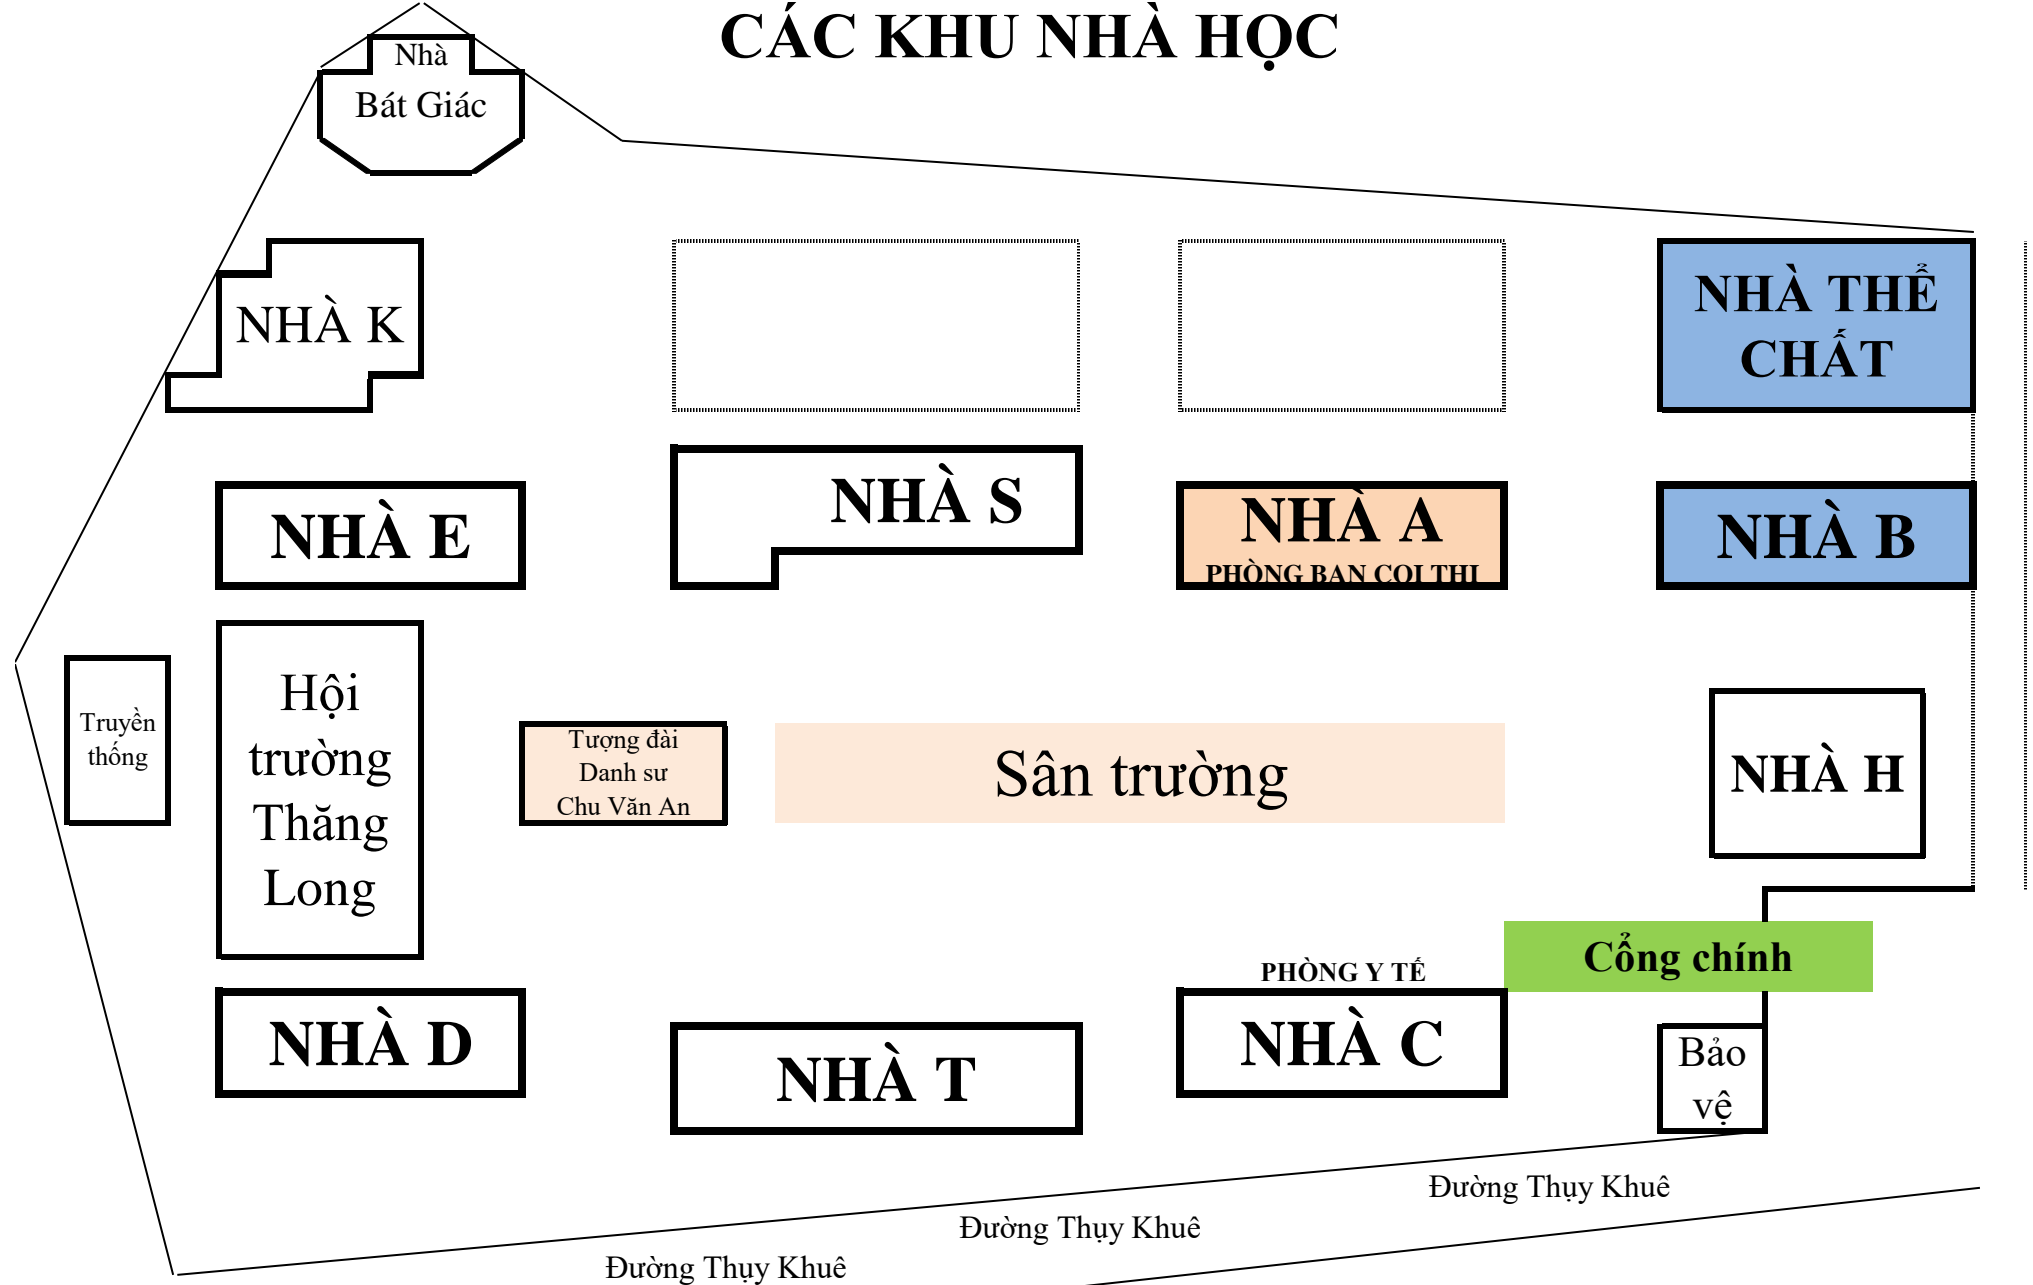 CÁC KHU NHÀ HỌC
Nhà
Bát Giác
NHÀ K
NHÀ THỂ
CHẤT
NHÀ E
NHÀ S
NHÀ A
PHÒNG BAN COI THI
NHÀ B
Truyền
thống
Hội
trường
Thăng
Long
Tượng đài
Danh sư
Chu Văn An
Sân trường
NHÀ H
Cổng chính
PHÒNG Y TẾ
NHÀ D
NHÀ T
NHÀ C
Bảo
vệ
Đường Thụy Khuê
Đường Thụy Khuê
Đường Thụy Khuê